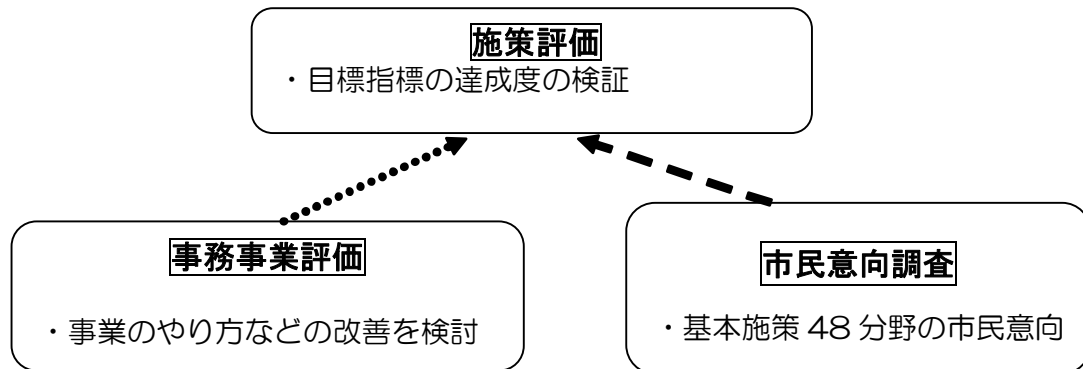 施策評価
・目標指標の達成度の検証
事務事業評価
・事業のやり方などの改善を検討
市民意向調査
・基本施策 48 分野の市民意向